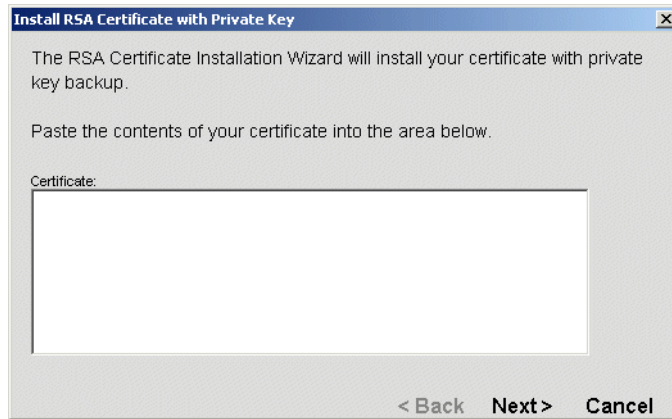 Install RSA Certificate with Private Key
The RSA Certificate Installation Wizard will install your certificate with private
key backup.
Paste the contents of your certificate into the area below.
Certificate:
< Back Next > Cancel